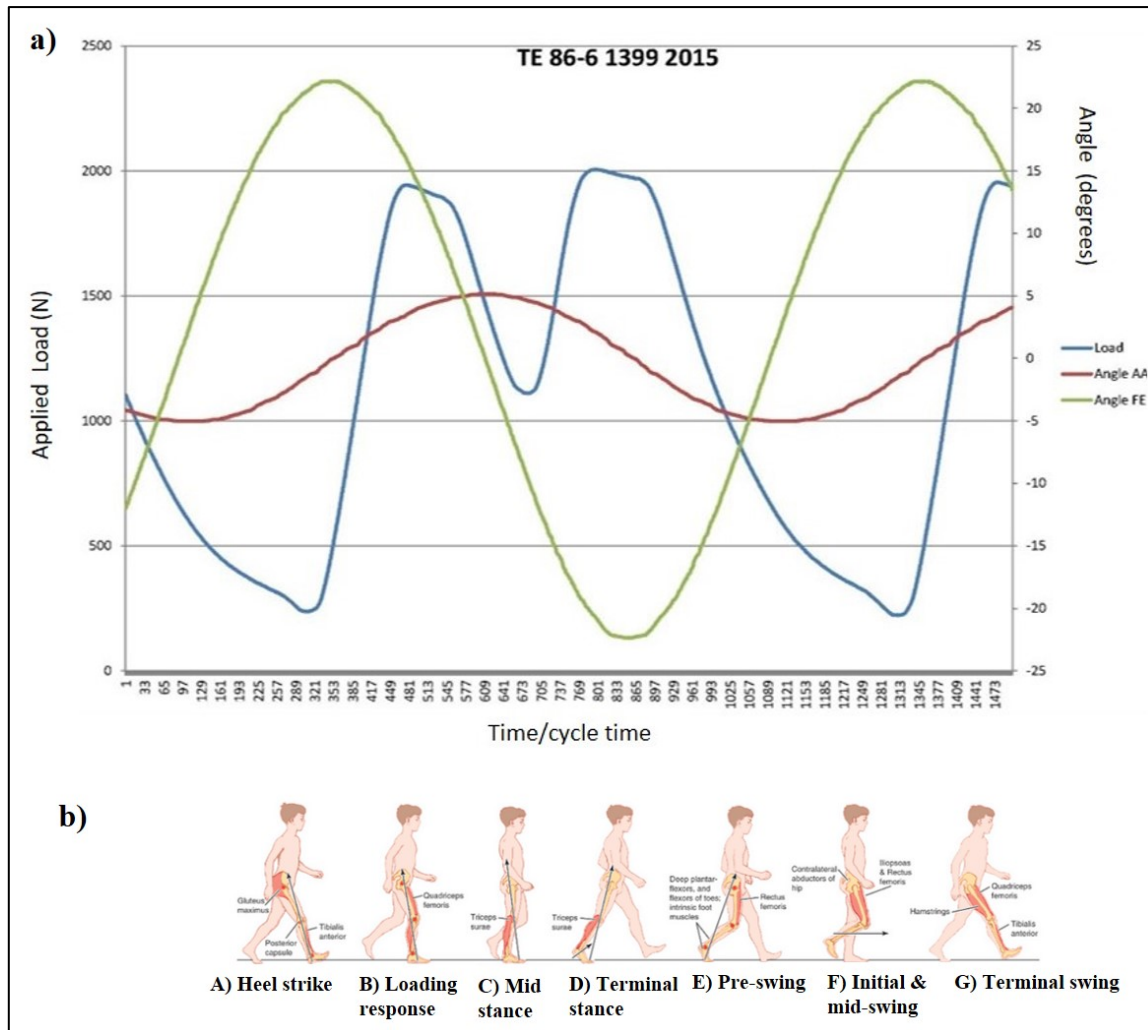 a)
TE 86-6 1399 2015
2500
2000
1500
1000
500
0
Applied Load (N)
25
20
15
10
5
0
-5
-10
-15
-20
-25
Angle (degrees)
Load
Angle AA
Angle FE
1 33 65 97 129 161 193 225 257 289 321 353 385 417 449 481 513 545 577 609 641 673 705 737 769 801 833 865 897 929 961 993 1025 1057 1089 1121 1153 1185 1217 1249 1281 1313 1345 1377 1409 1441 1473
Time/cycle time
b)
Gluteus
maximus
Posterior
capsule
Tibialis
anterior
Quadriceps
femoris
Triceps
surae
Triceps
surae
Deep plantar-
flexors, and
flexors of toes;
intrinsic foot
muscles
Rectus
femoris
Contralateral
abductors of
hip
Iliopsoas
& Rectus
femoris
Hamstrings
Quadriceps
femoris
Tibialis
anterior
A) Heel strike
B) Loading
response
C) Mid
stance
D) Terminal
stance
E) Pre-swing
F) Initial &
mid-swing
G) Terminal swing